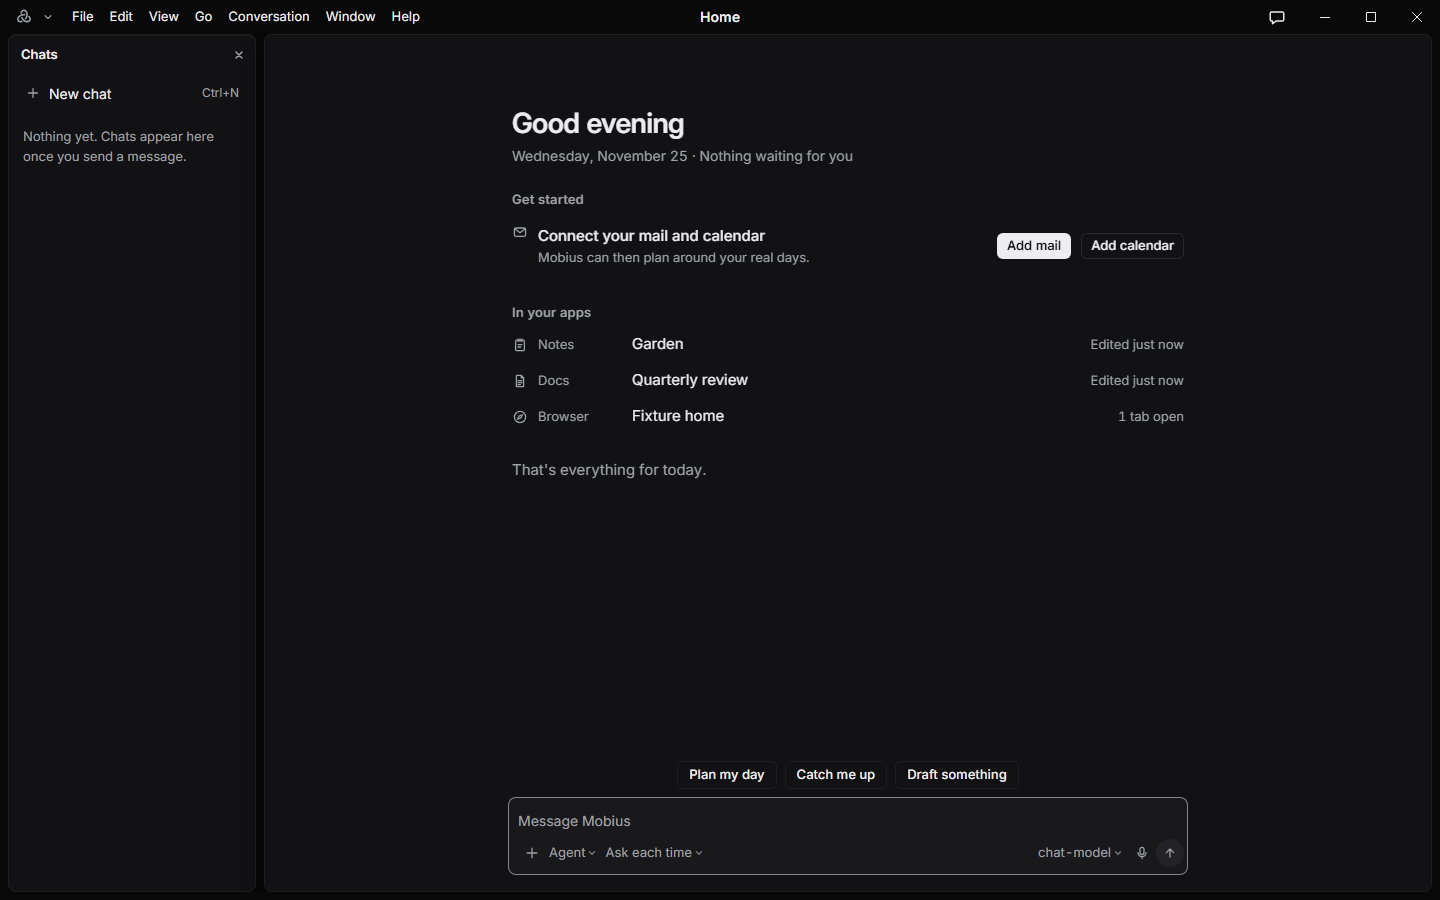 File Edit View Go Conversation Window Help
Home
Chats
New chat Ctrl+N
Nothing yet. Chats appear here
once you send a message.
Good evening
Wednesday, November 25 · Nothing waiting for you
Get started
Connect your mail and calendar
Mobius can then plan around your real days.
Add mail
Add calendar
In your apps
Notes Garden Edited just now
Docs Quarterly review Edited just now
Browser Fixture home 1 tab open
That's everything for today.
Plan my day Catch me up Draft something
Message Mobius
Agent Ask each time chat-model